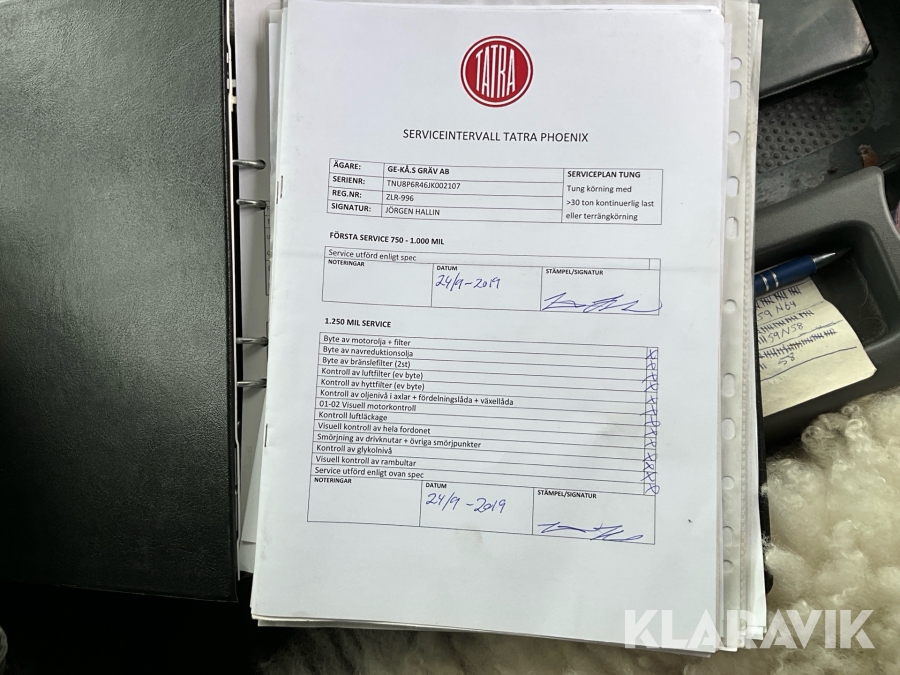 TATRA
SERVICEINTERVALL TATRA PHOENIX
ÄGARE: GE-KÅ.S GRÄV AB
SERIENR: TNU8P6R46JK002107
REG.NR: ZLR-996
SIGNATUR: JÖRGEN HALLIN
SERVICEPLAN TUNG
Tung körning med
>30 ton kontinuerlig last
eller terrängkörning
FÖRSTA SERVICE 750 - 1.000 MIL
Service utförd enligt spec
NOTERINGAR DATUM STÄMPEL/SIGNATUR
24/9-2019
1.250 MIL SERVICE
Byte av motorolja + filter X
Byte av navreduktionsolja X
Byte av bränslefilter (2st) X
Kontroll av luftfilter (ev byte) X
Kontroll av hyttfilter (ev byte) X
Kontroll av oljenivå i axlar + fördelningslåda + växellåda X
01-02 Visuell motorkontroll X
Kontroll luftläckage X
Visuell kontroll av hela fordonet X
Smörjning av drivknutar + övriga smörjpunkter X
Kontroll av glykolnivå X
Visuell kontroll av rambultar X
Service utförd enligt ovan spec X
NOTERINGAR DATUM STÄMPEL/SIGNATUR
24/9-2019
59 N64
59 N58
58
KLARAVIK